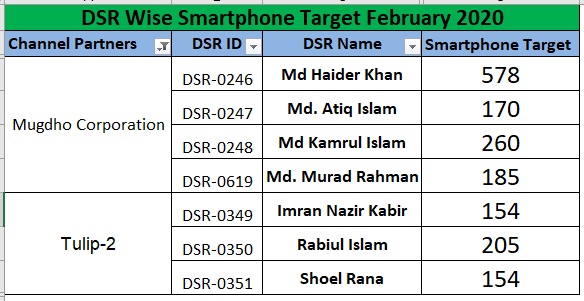 DSR Wise Smartphone Target February 2020
Channel Partners DSR ID DSR Name Smartphone Target
Mugdho Corporation
DSR-0246 Md Haider Khan 578
DSR-0247 Md. Atiq Islam 170
DSR-0248 Md Kamrul Islam 260
DSR-0619 Md. Murad Rahman 185
Tulip-2
DSR-0349 Imran Nazir Kabir 154
DSR-0350 Rabiul Islam 205
DSR-0351 Shoel Rana 154